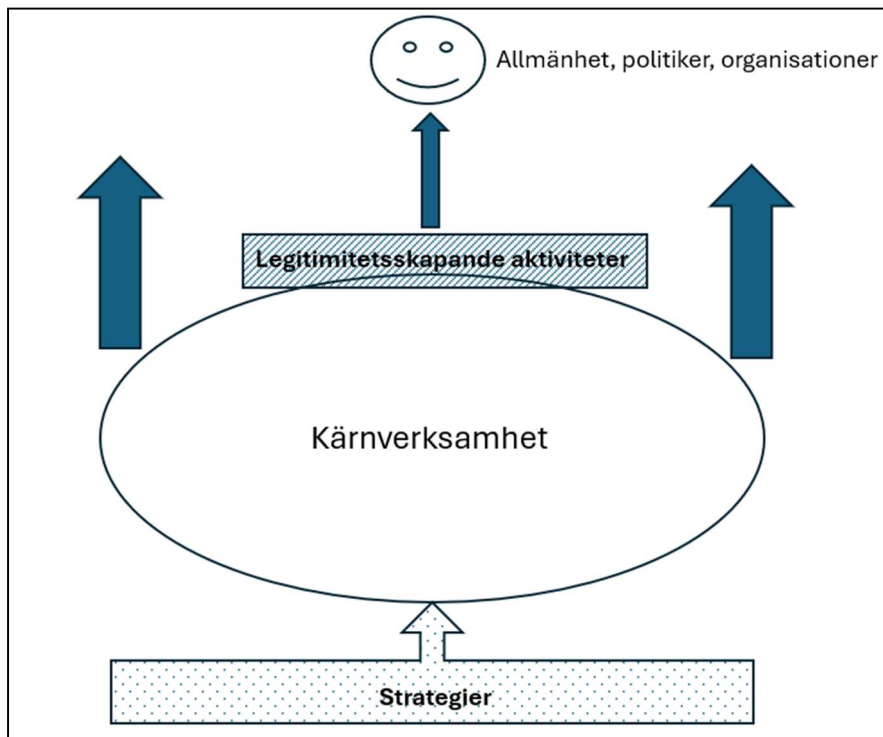 Allmänhet, politiker, organisationer
Legitimitetsskapande aktiviteter
Kärnverksamhet
Strategier